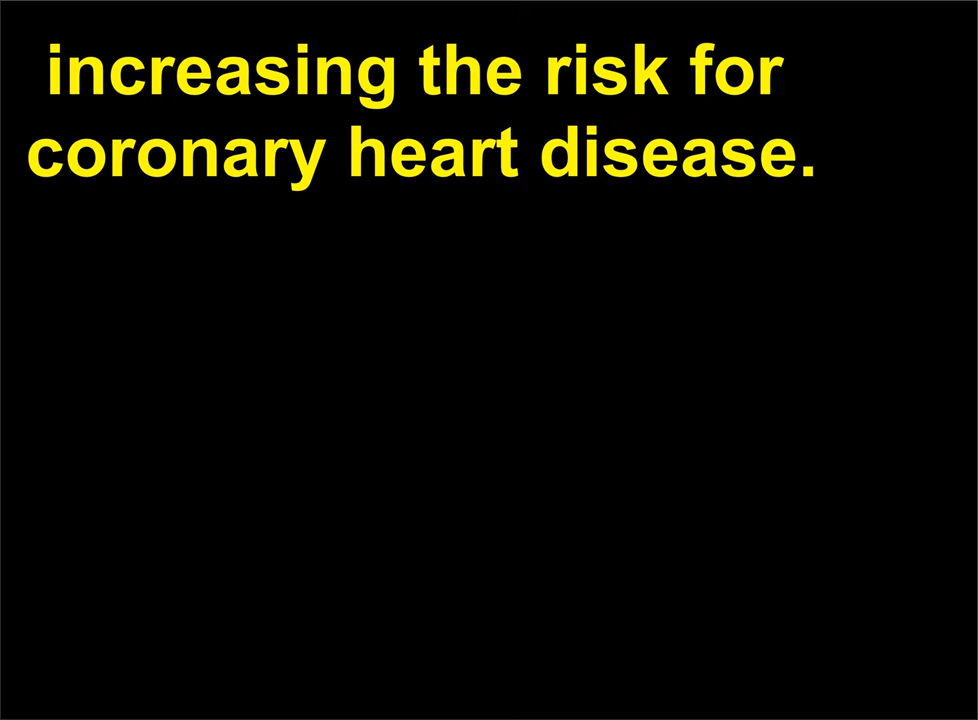 increasing the risk for
coronary heart disease.